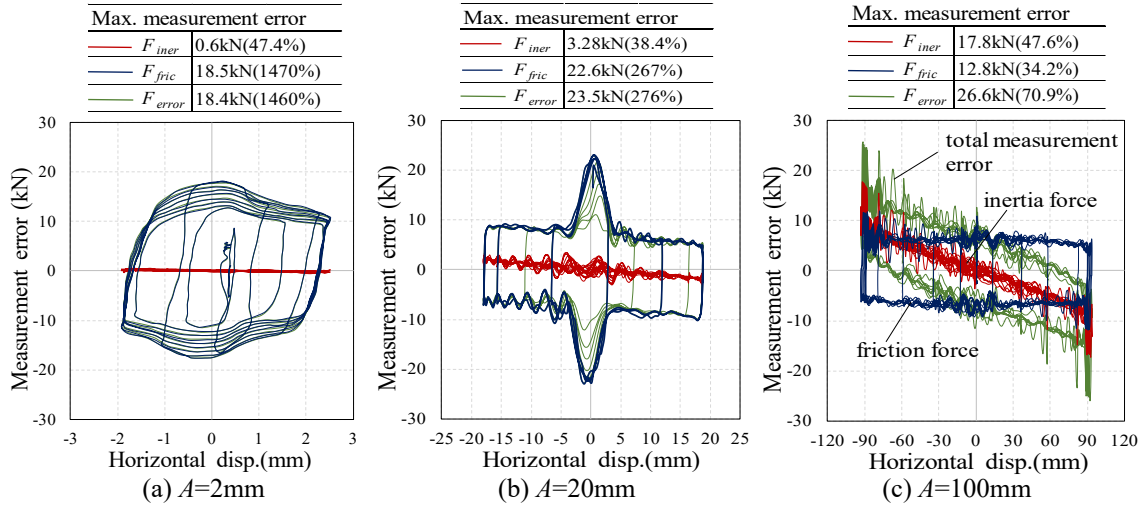 Max. measurement error
F iner 0.6kN(47.4%)
F fric 18.5kN(1470%)
F error 18.4kN(1460%)
Measurement error (kN)
30
20
10
0
-10
-20
-30
-3 -2 -1 0 1 2 3
Horizontal disp.(mm)
(a) A=2mm
Max. measurement error
F iner 3.28kN(38.4%)
F fric 22.6kN(267%)
F error 23.5kN(276%)
Measurement error (kN)
30
20
10
0
-10
-20
-30
-25 -20 -15 -10 -5 0 5 10 15 20 25
Horizontal disp.(mm)
(b) A=20mm
Max. measurement error
F iner 17.8kN(47.6%)
F fric 12.8kN(34.2%)
F error 26.6kN(70.9%)
Measurement error (kN)
30
20
10
0
-10
-20
-30
total measurement
error
inertia force
friction force
-120 -90 -60 -30 0 30 60 90 120
Horizontal disp.(mm)
(c) A=100mm